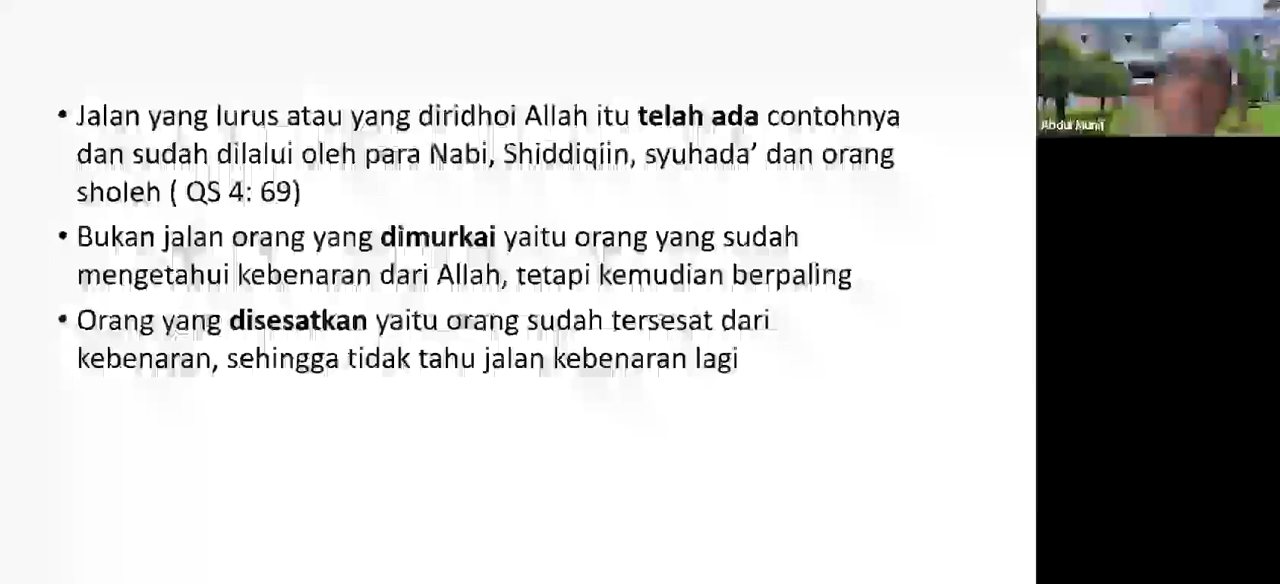 • Jalan yang lurus atau yang diridhoi Allah itu telah ada contohnya
dan sudah dilalui oleh para Nabi, Shiddiqiin, syuhada’ dan orang
sholeh ( QS 4: 69)
• Bukan jalan orang yang dimurkai yaitu orang yang sudah
mengetahui kebenaran dari Allah, tetapi kemudian berpaling
• Orang yang disesatkan yaitu orang sudah tersesat dari
kebenaran, sehingga tidak tahu jalan kebenaran lagi
Abdul Munif